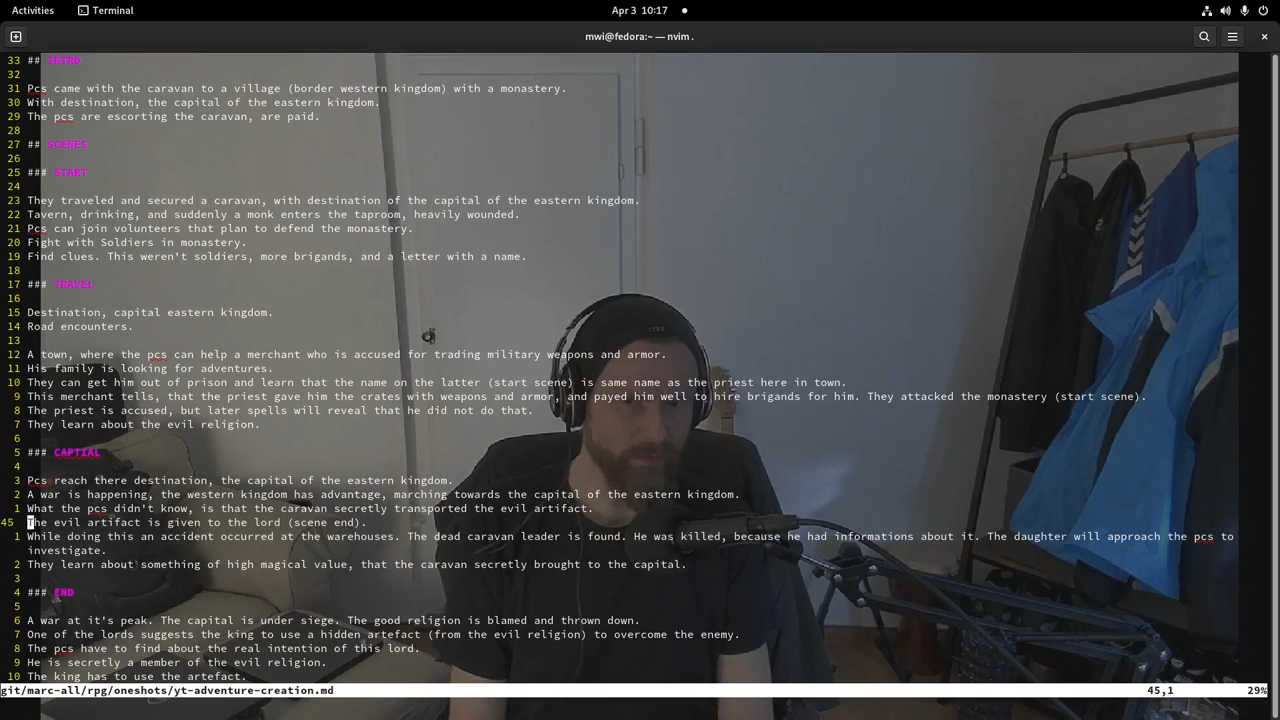 Activities Terminal Apr 3 10:17
mwi@fedora:~ — nvim .
33 ## INTRO
32
31 Pcs came with the caravan to a village (border western kingdom) with a monastery.
30 With destination, the capital of the eastern kingdom.
29 The pcs are escorting the caravan, are paid.
28
27 ## SCENES
26
25 ### START
24
23 They traveled and secured a caravan, with destination of the capital of the eastern kingdom.
22 Tavern, drinking, and suddenly a monk enters the taproom, heavily wounded.
21 Pcs can join volunteers that plan to defend the monastery.
20 Fight with Soldiers in monastery.
19 Find clues. This weren't soldiers, more brigands, and a letter with a name.
18
17 ### TRAVEL
16
15 Destination, capital eastern kingdom.
14 Road encounters.
13
12 A town, where the pcs can help a merchant who is accused for trading military weapons and armor.
11 His family is looking for adventures.
10 They can get him out of prison and learn that the name on the latter (start scene) is same name as the priest here in town.
9 This merchant tells, that the priest gave him the crates with weapons and armor, and payed him well to hire brigands for him. They attacked the monastery (start scene).
8 The priest is accused, but later spells will reveal that he did not do that.
7 They learn about the evil religion.
6
5 ### CAPTIAL
4
3 Pcs reach there destination, the capital of the eastern kingdom.
2 A war is happening, the western kingdom has advantage, marching towards the capital of the eastern kingdom.
1 What the pcs didn't know, is that the caravan secretly transported the evil artifact.
45 The evil artifact is given to the lord (scene end).
1 While doing this an accident occurred at the warehouses. The dead caravan leader is found. He was killed, because he had informations about it. The daughter will approach the pcs to
investigate.
2 They learn about something of high magical value, that the caravan secretly brought to the capital.
3
4 ### END
5
6 A war at it's peak. The capital is under siege. The good religion is blamed and thrown down.
7 One of the lords suggests the king to use a hidden artefact (from the evil religion) to overcome the enemy.
8 The pcs have to find about the real intention of this lord.
9 He is secretly a member of the evil religion.
10 The king has to use the artefact.
git/marc-all/rpg/oneshots/yt-adventure-creation.md 45,1 29%